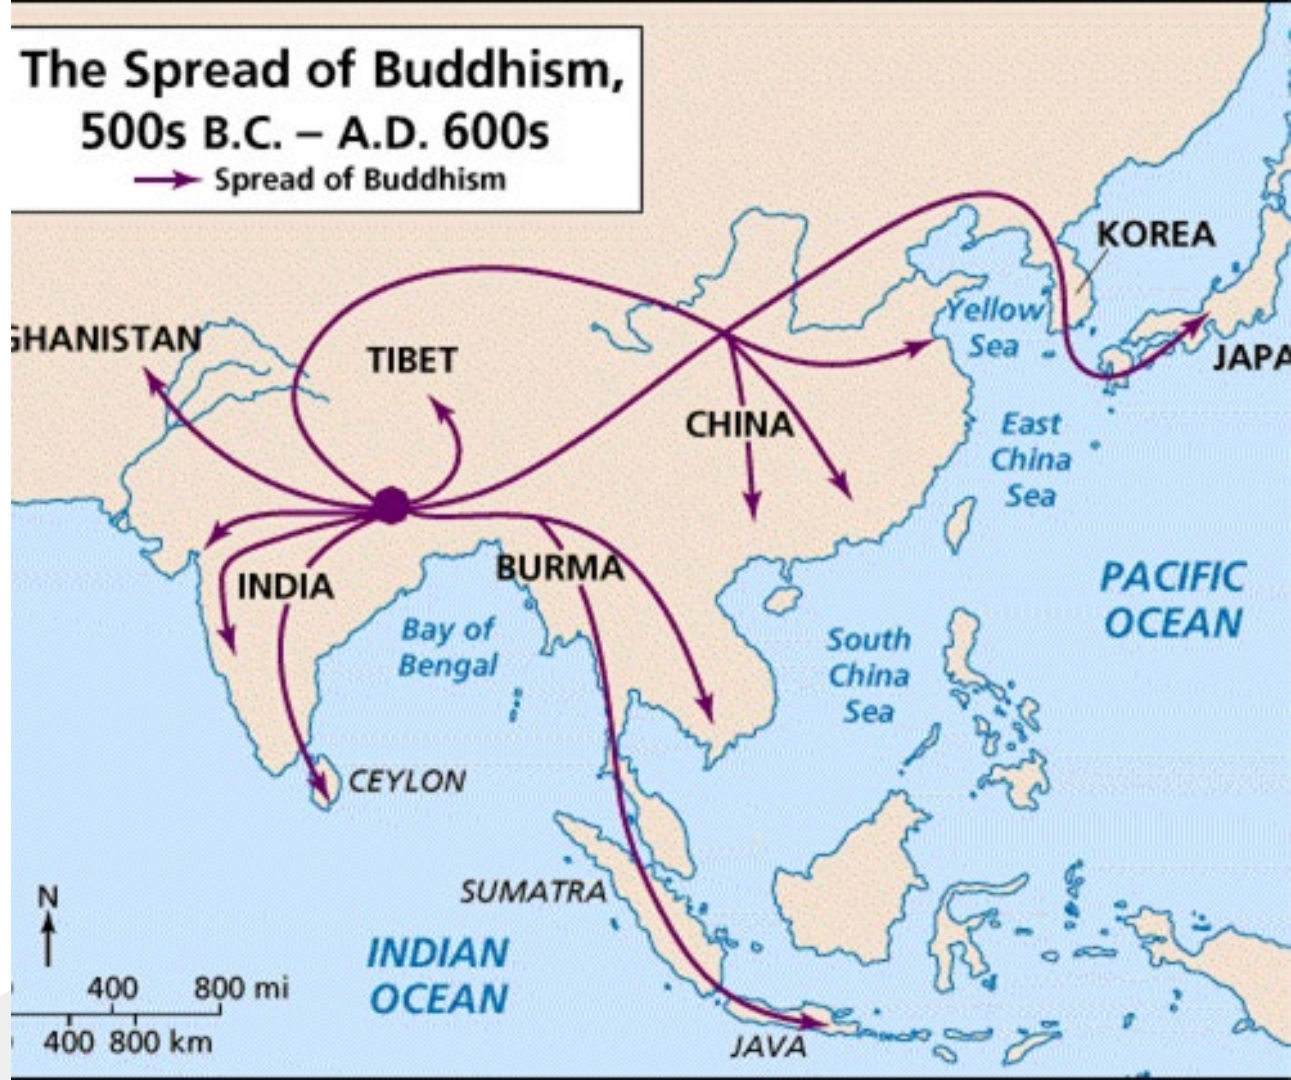 The Spread of Buddhism,
500s B.C. – A.D. 600s
Spread of Buddhism
KOREA
Yellow
Sea
GHANISTAN
TIBET
JAPA
CHINA
East
China
Sea
BURMA
INDIA
PACIFIC
OCEAN
Bay of
Bengal
South
China
Sea
CEYLON
SUMATRA
N
INDIAN
OCEAN
400 800 mi
400 800 km
JAVA